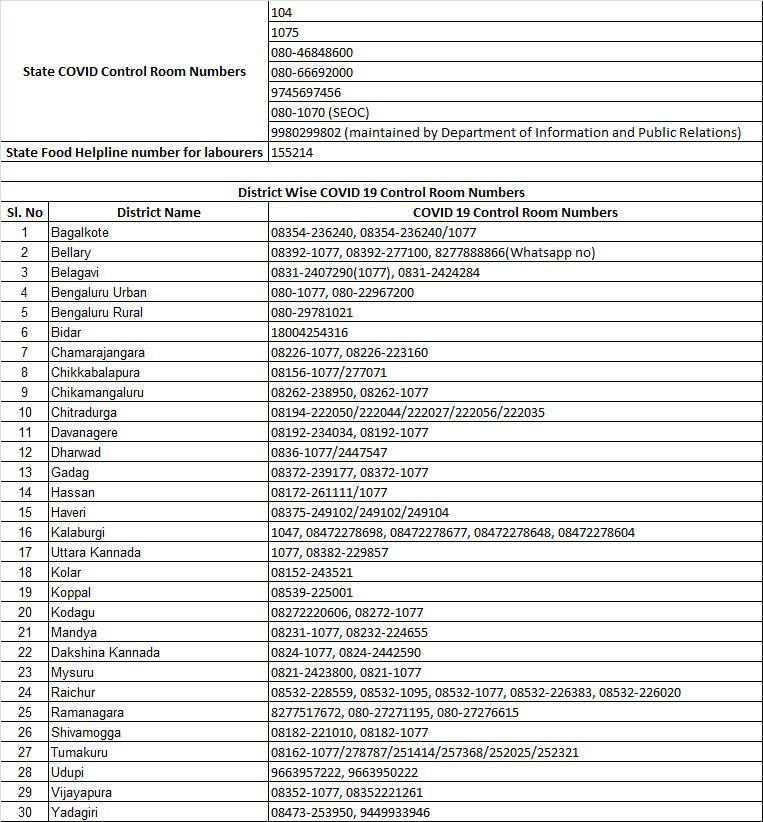 104
1075
080-46848600
State COVID Control Room Numbers 080-66692000
9745697456
080-1070 (SEOC)
9980299802 (maintained by Department of Information and Public Relations)
State Food Helpline number for labourers 155214
District Wise COVID 19 Control Room Numbers
Sl. No District Name COVID 19 Control Room Numbers
1 Bagalkote 08354-236240, 08354-236240/1077
2 Bellary 08392-1077, 08392-277100, 8277888866(Whatsapp no)
3 Belagavi 0831-2407290(1077), 0831-2424284
4 Bengaluru Urban 080-1077, 080-22967200
5 Bengaluru Rural 080-29781021
6 Bidar 18004254316
7 Chamarajangara 08226-1077, 08226-223160
8 Chikkabalapura 08156-1077/277071
9 Chikamangaluru 08262-238950, 08262-1077
10 Chitradurga 08194-222050/222044/222027/222056/222035
11 Davanagere 08192-234034, 08192-1077
12 Dharwad 0836-1077/2447547
13 Gadag 08372-239177, 08372-1077
14 Hassan 08172-261111/1077
15 Haveri 08375-249102/249102/249104
16 Kalaburgi 1047, 08472278698, 08472278677, 08472278648, 08472278604
17 Uttara Kannada 1077, 08382-229857
18 Kolar 08152-243521
19 Koppal 08539-225001
20 Kodagu 08272220606, 08272-1077
21 Mandya 08231-1077, 08232-224655
22 Dakshina Kannada 0824-1077, 0824-2442590
23 Mysuru 0821-2423800, 0821-1077
24 Raichur 08532-228559, 08532-1095, 08532-1077, 08532-226383, 08532-226020
25 Ramanagara 8277517672, 080-27271195, 080-27276615
26 Shivamogga 08182-221010, 08182-1077
27 Tumakuru 08162-1077/278787/251414/257368/252025/252321
28 Udupi 9663957222, 9663950222
29 Vijayapura 08352-1077, 08352221261
30 Yadagiri 08473-253950, 9449933946